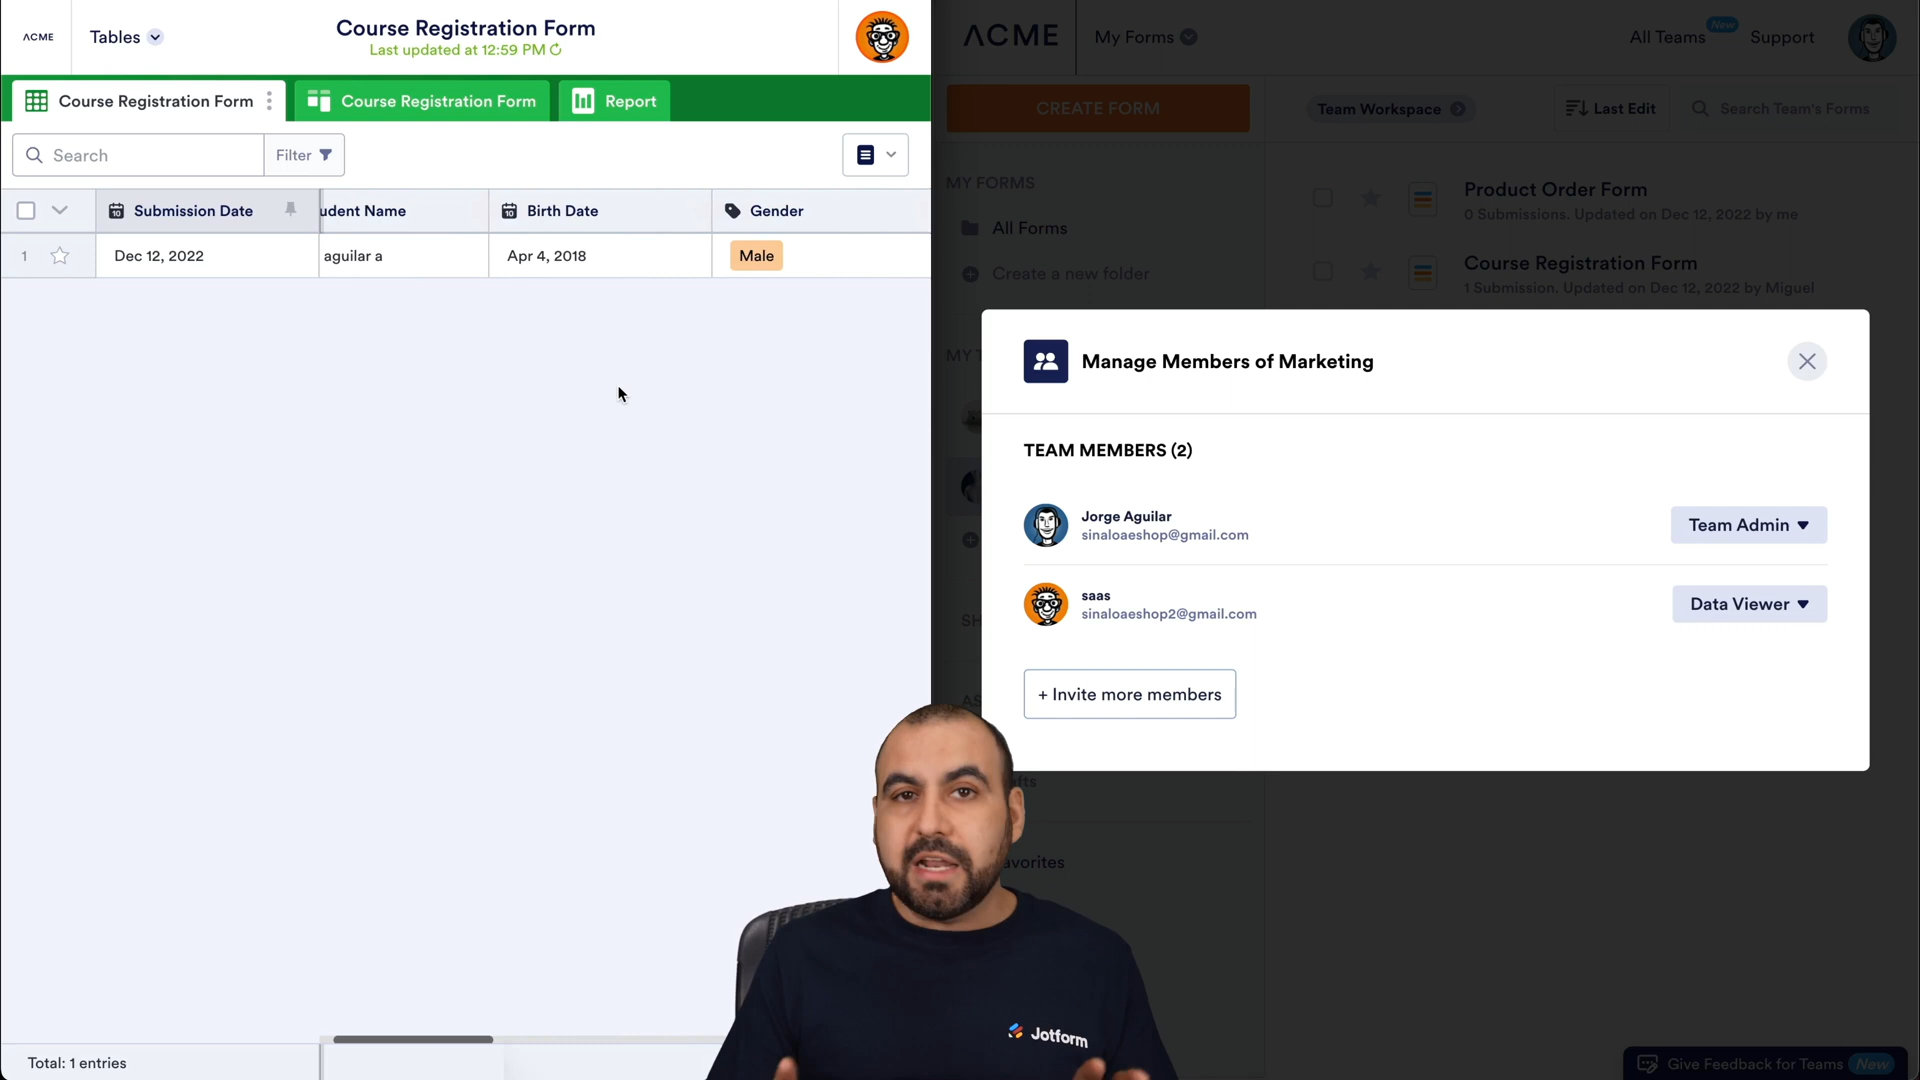 ACME
Tables
Course Registration Form
Last updated at 12:59 PM
Course Registration Form
Course Registration Form
Report
Search
Filter
Submission Date
udent Name
Birth Date
Gender
1
Dec 12, 2022
aguilar a
Apr 4, 2018
Male
Total: 1 entries
ACME
My Forms
All Teams
New
Support
CREATE FORM
Team Workspace
Last Edit
Search Team's Forms
MY FORMS
All Forms
Create a new folder
Product Order Form
0 Submissions. Updated on Dec 12, 2022 by me
Course Registration Form
1 Submission. Updated on Dec 12, 2022 by Miguel
MY T
Manage Members of Marketing
TEAM MEMBERS (2)
Jorge Aguilar
sinaloaeshop@gmail.com
Team Admin
saas
sinaloaeshop2@gmail.com
Data Viewer
SH
+ Invite more members
AS
afts
avorites
Jotform
Give Feedback for Teams
New